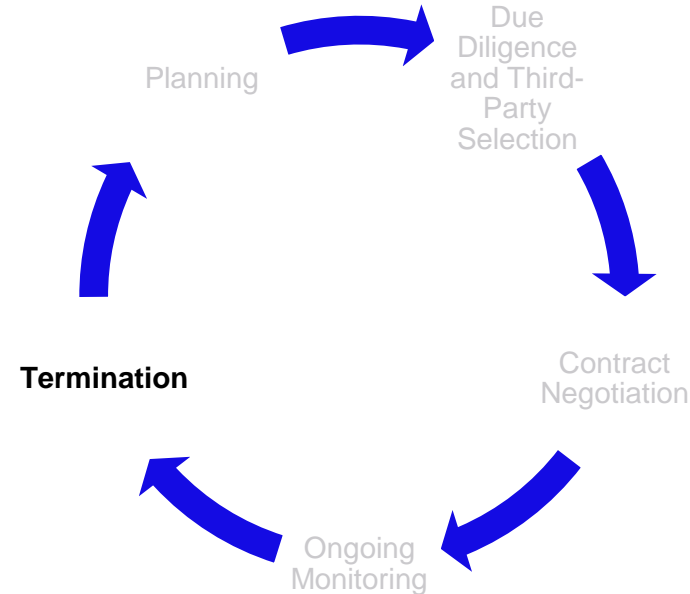 Planning
Due
Diligence
and Third-
Party
Selection
Contract
Negotiation
Ongoing
Monitoring
Termination